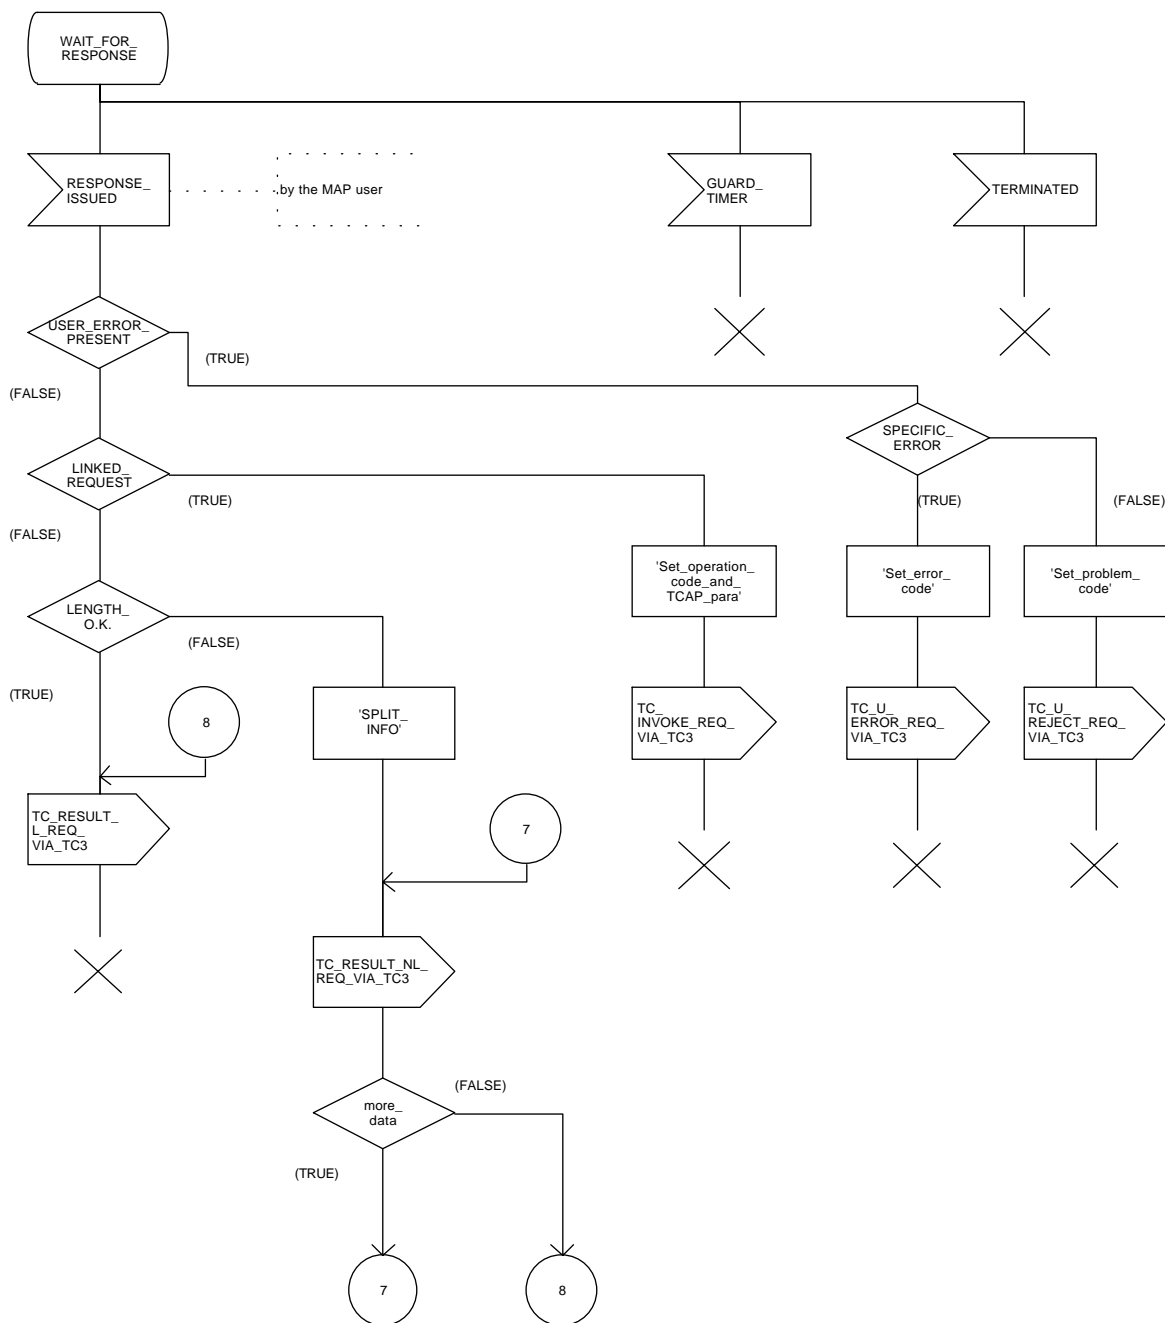 WAIT_FOR_
RESPONSE
RESPONSE_
ISSUED
by the MAP user
GUARD_
TIMER
TERMINATED
USER_ERROR_
PRESENT
(TRUE)
(FALSE)
SPECIFIC_
ERROR
LINKED_
REQUEST
(TRUE)
(TRUE)
(FALSE)
(FALSE)
'Set_operation_
code_and_
TCAP_para'
'Set_error_
code'
'Set_problem_
code'
LENGTH_
O.K.
(FALSE)
(TRUE)
8
'SPLIT_
INFO'
TC_
INVOKE_REQ_
VIA_TC3
TC_U_
ERROR_REQ_
VIA_TC3
TC_U_
REJECT_REQ_
VIA_TC3
TC_RESULT_
L_REQ_
VIA_TC3
7
TC_RESULT_NL_
REQ_VIA_TC3
(FALSE)
more_
data
(TRUE)
7
8